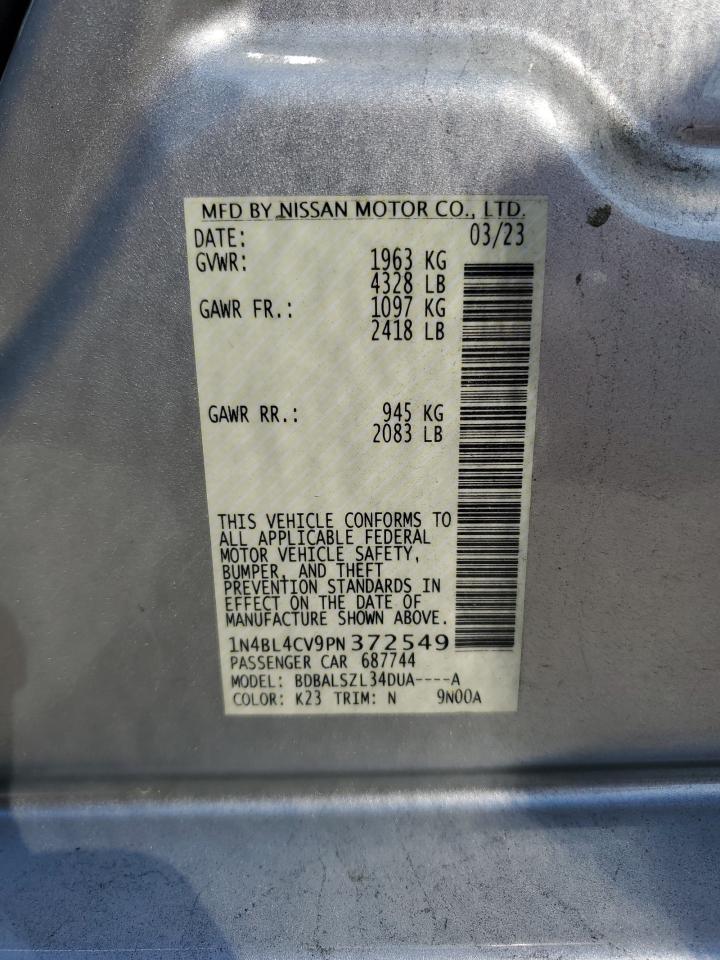 MFD BY NISSAN MOTOR CO., LTD.
DATE: 03/23
GVWR: 1963 KG
4328 LB
GAWR FR.: 1097 KG
2418 LB
GAWR RR.: 945 KG
2083 LB
THIS VEHICLE CONFORMS TO
ALL APPLICABLE FEDERAL
MOTOR VEHICLE SAFETY,
BUMPER, AND THEFT
PREVENTION STANDARDS IN
EFFECT ON THE DATE OF
MANUFACTURE SHOWN ABOVE.
1N4BL4CV9PN372549
PASSENGER CAR 687744
MODEL: BDBALSZL34DUA----A
COLOR: K23 TRIM: N 9N00A